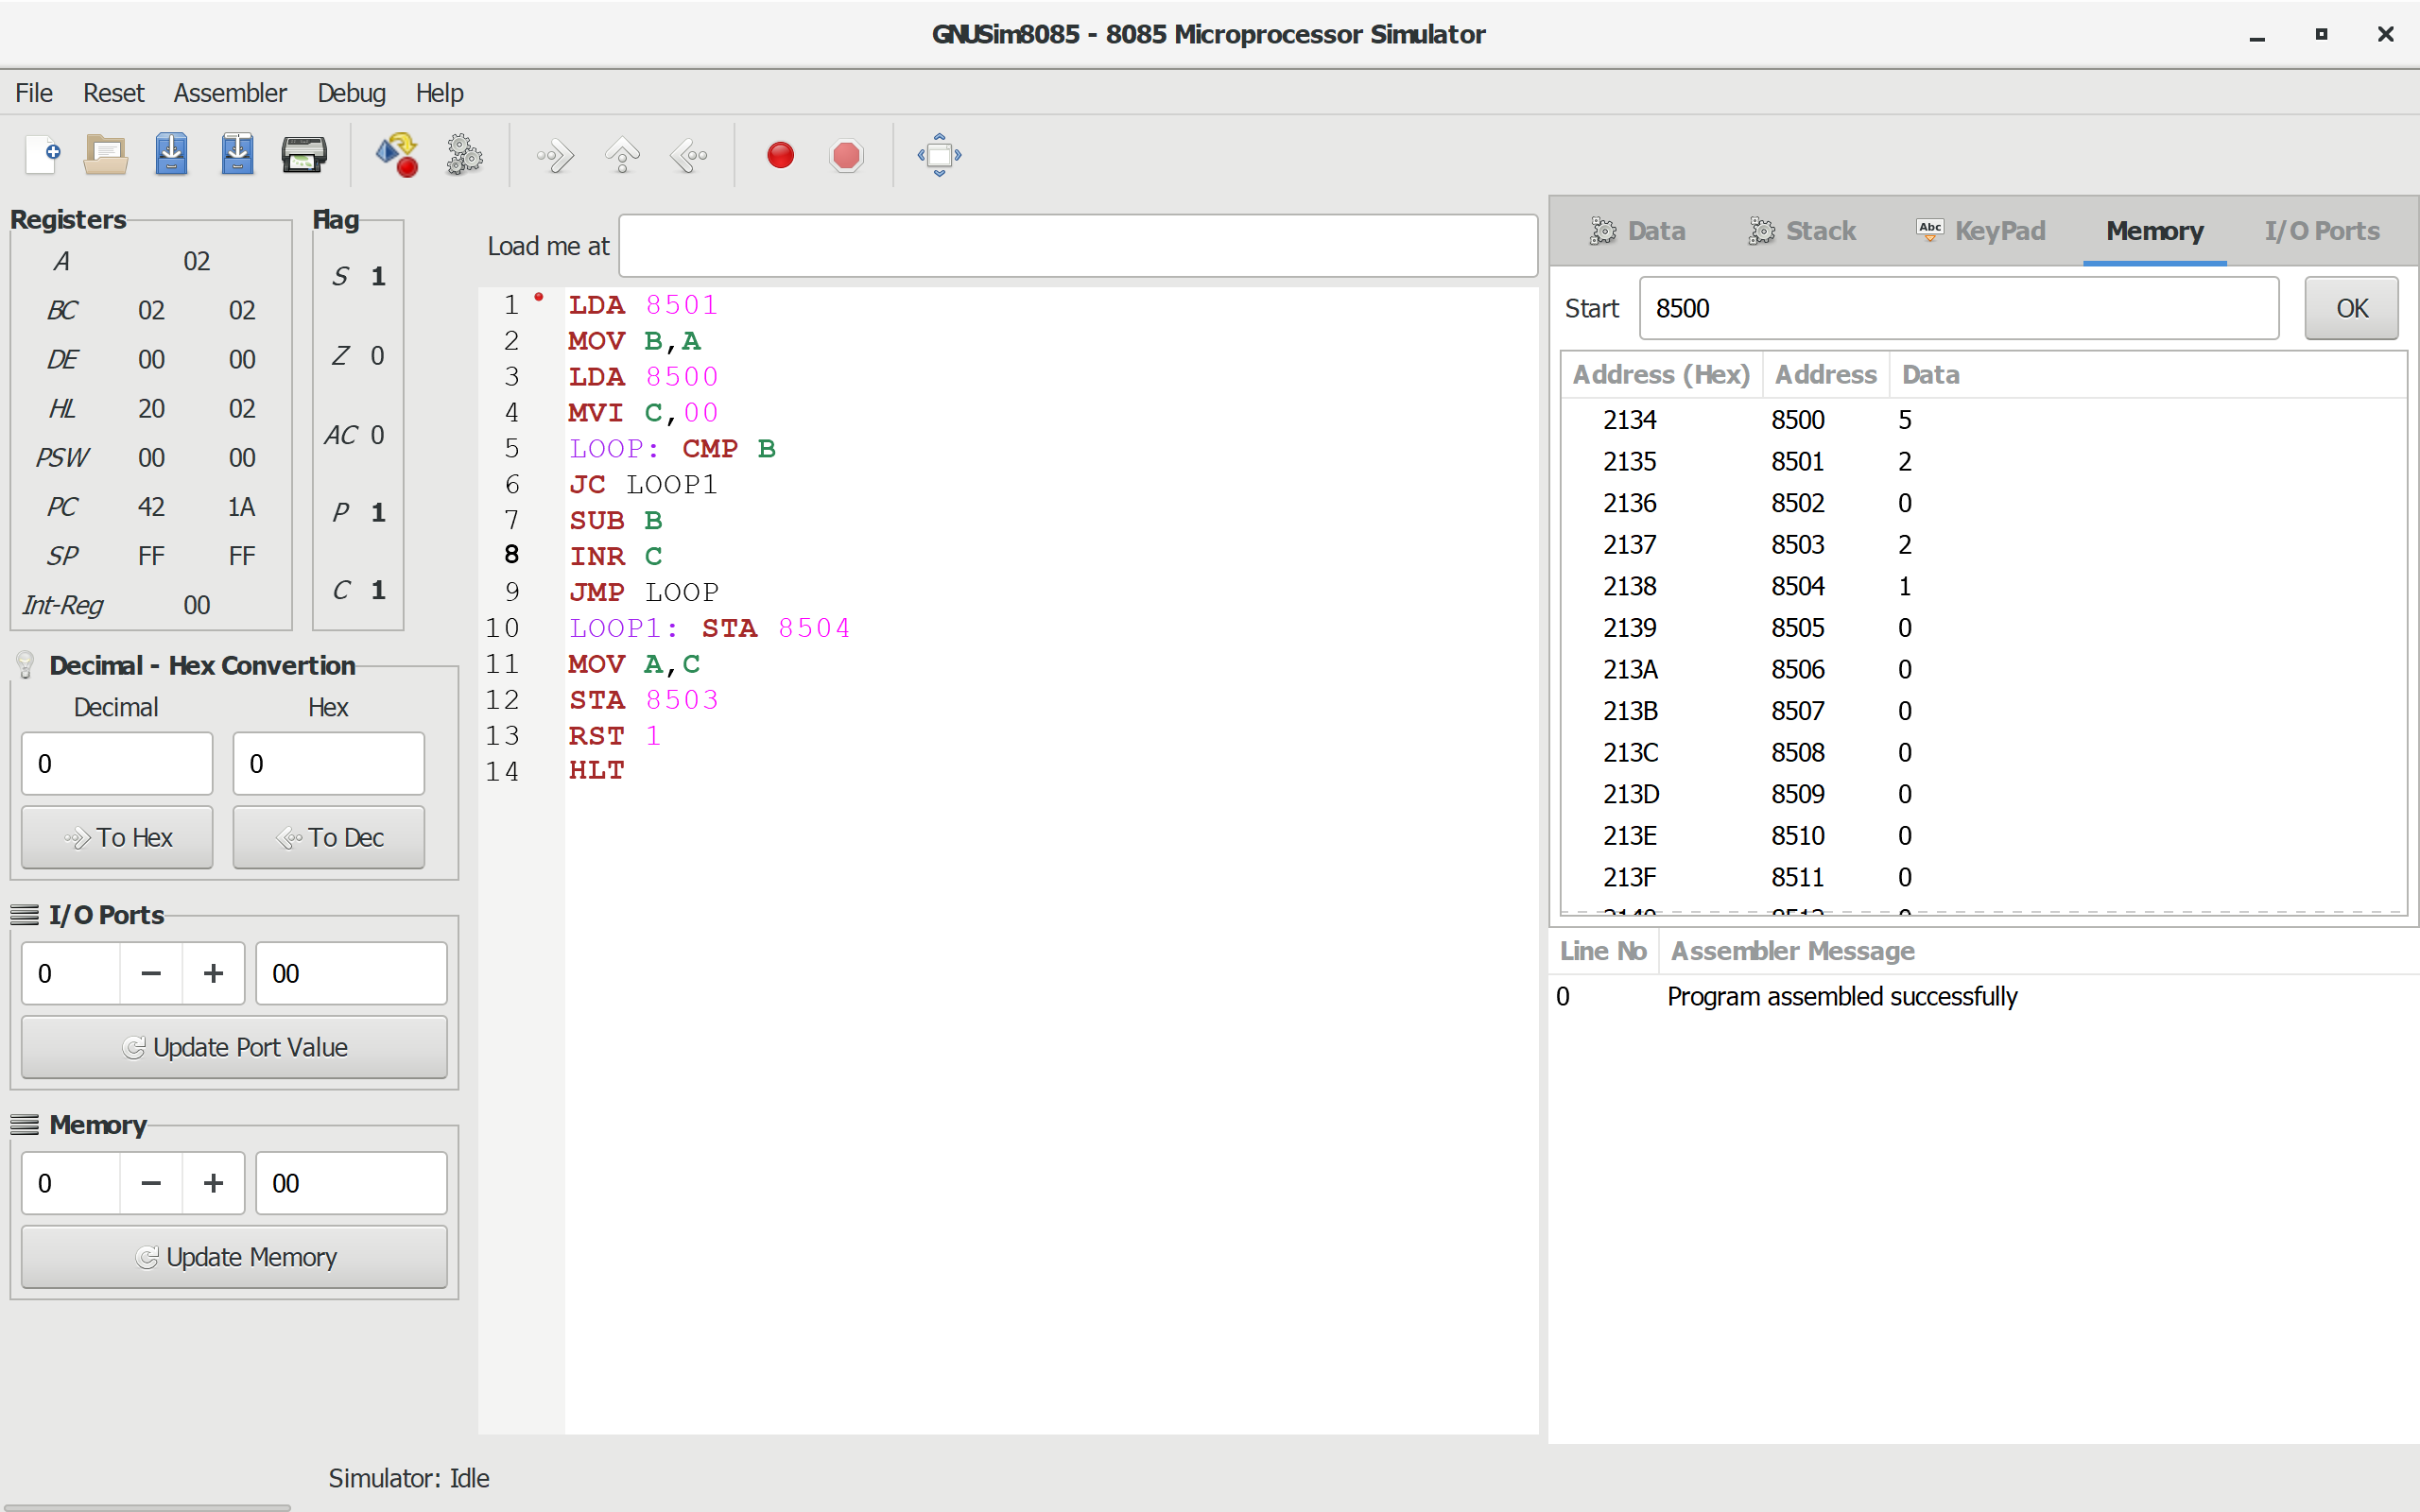 GNUSim8085 - 8085 Microprocessor Simulator
File Reset Assembler Debug Help
Registers
A 02
BC 02 02
DE 00 00
HL 20 02
PSW 00 00
PC 42 1A
SP FF FF
Int-Reg 00
Flag
S 1
Z 0
AC 0
P 1
C 1
Decimal - Hex Convertion
Decimal Hex
0 0
To Hex To Dec
I/O Ports
0 − + 00
Update Port Value
Memory
0 − + 00
Update Memory
Load me at
1 LDA 8501
2 MOV B,A
3 LDA 8500
4 MVI C,00
5 LOOP: CMP B
6 JC LOOP1
7 SUB B
8 INR C
9 JMP LOOP
10 LOOP1: STA 8504
11 MOV A,C
12 STA 8503
13 RST 1
14 HLT
Data Stack Abc KeyPad Memory I/O Ports
Start 8500 OK
Address (Hex) Address Data
2134 8500 5
2135 8501 2
2136 8502 0
2137 8503 2
2138 8504 1
2139 8505 0
213A 8506 0
213B 8507 0
213C 8508 0
213D 8509 0
213E 8510 0
213F 8511 0
Line No Assembler Message
0 Program assembled successfully
Simulator: Idle